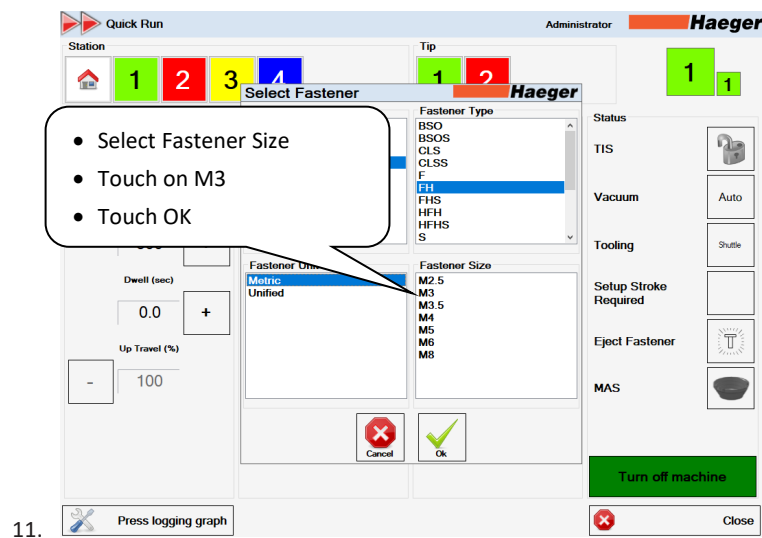 Quick Run
Administrator
Haeger
Station
Tip
1
2
3
4
1
2
1
1
Select Fastener
Haeger
Fastener Type
BSO
BSOS
CLS
CLSS
F
FH
FHS
HFH
HFHS
S
• Select Fastener Size
• Touch on M3
• Touch OK
Status
TIS
Vacuum
Auto
Tooling
Shuttle
Setup Stroke
Required
Eject Fastener
MAS
Dwell (sec)
0.0
+
Up Travel (%)
-
100
Metric
Unified
Fastener Size
M2.5
M3
M3.5
M4
M5
M6
M8
Cancel
Ok
Turn off machine
Press logging graph
Close
11.